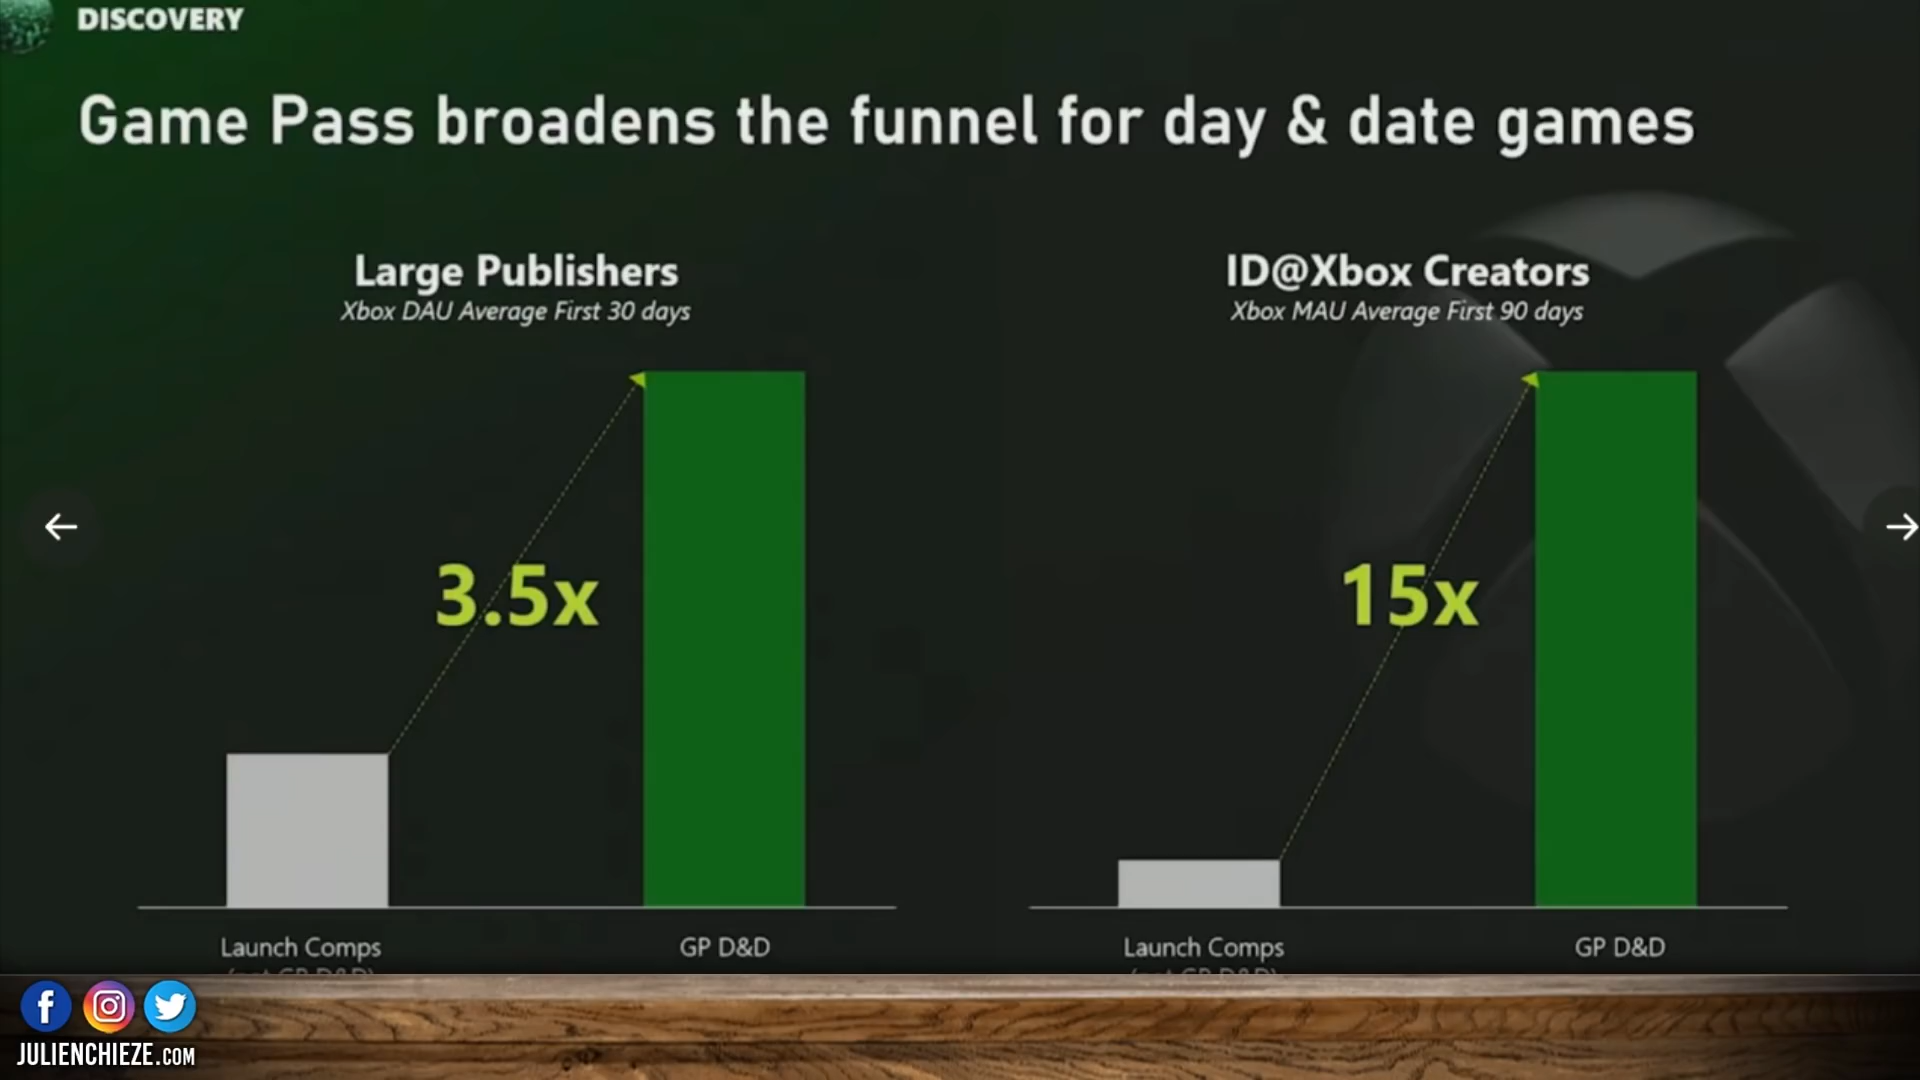 DISCOVERY
Game Pass broadens the funnel for day & date games
Large Publishers
Xbox DAU Average First 30 days
3.5x
Launch Comps
GP D&D
ID@Xbox Creators
Xbox MAU Average First 90 days
15x
Launch Comps
GP D&D
JULIENCHIEZE.COM